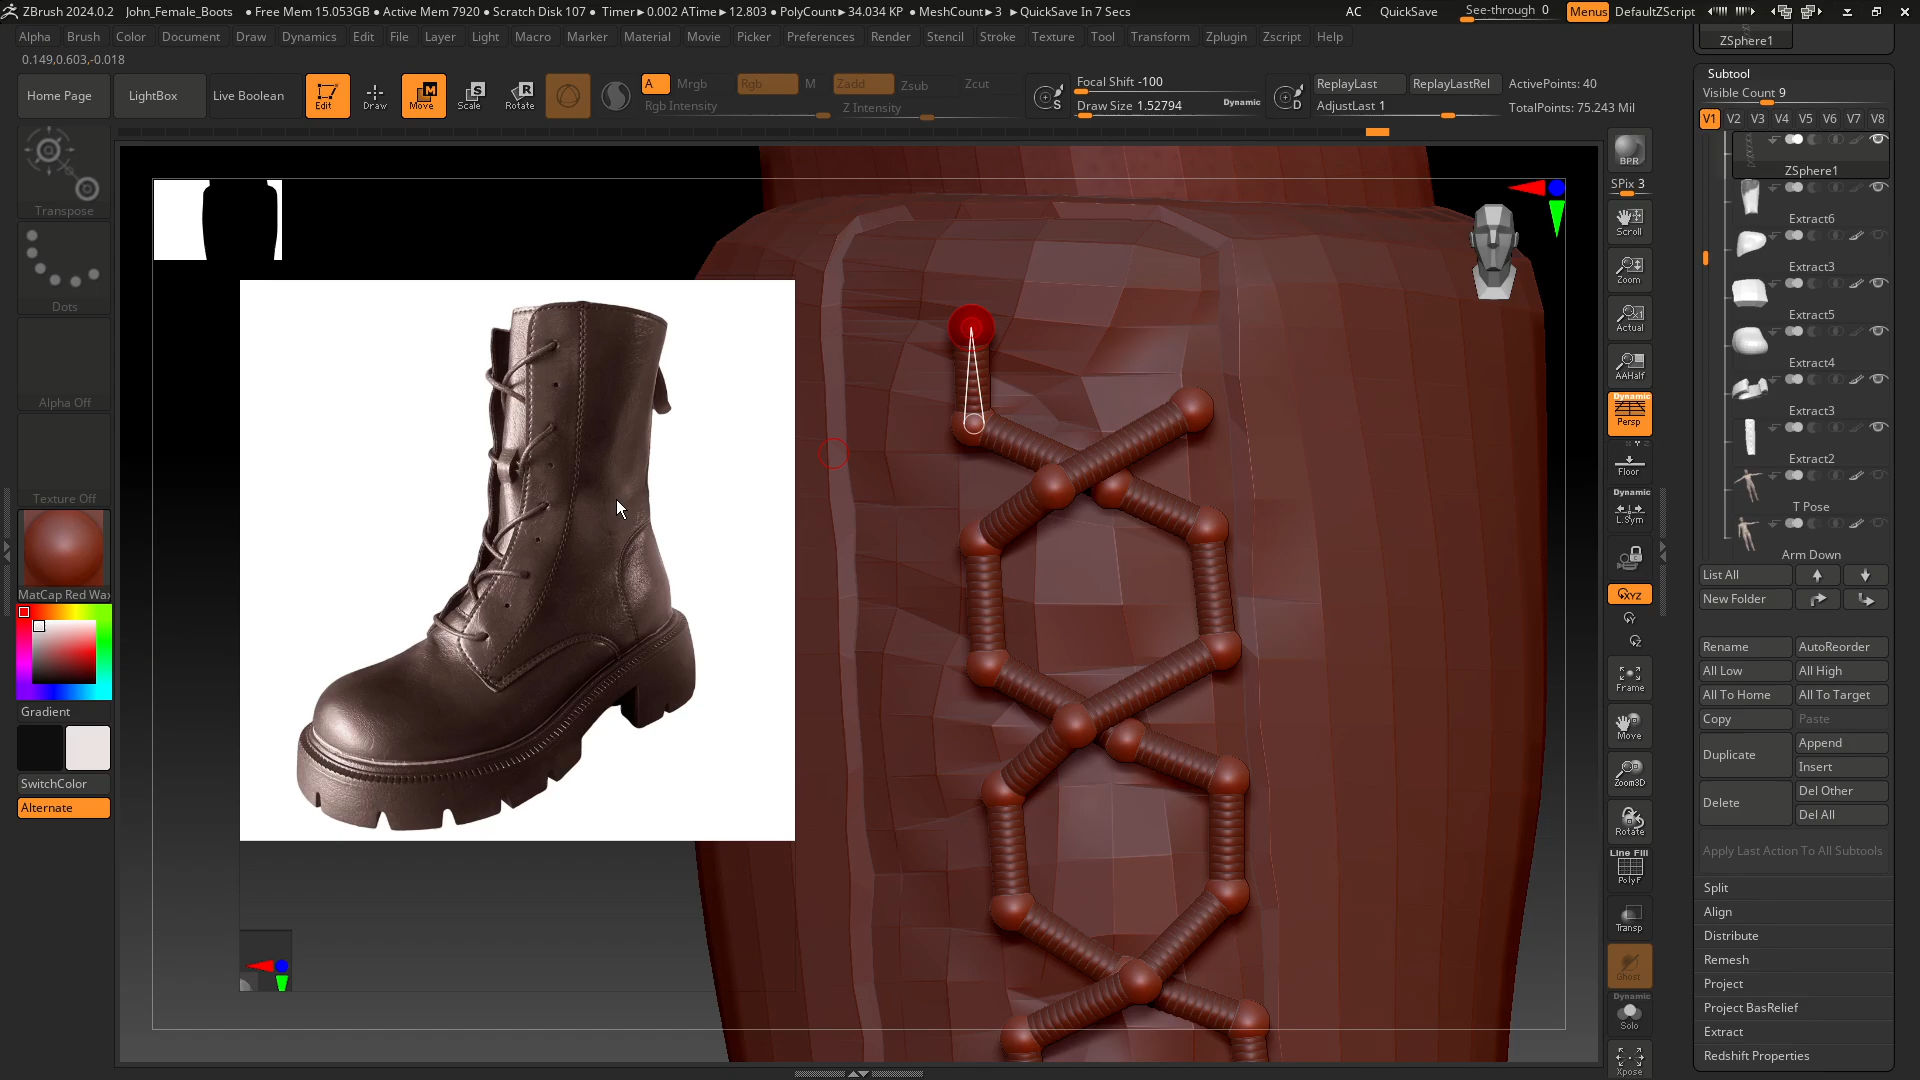 ZBrush 2024.0.2 John_Female_Boots ● Free Mem 15.053GB ● Active Mem 7920 ● Scratch Disk 107 ● Timer ►0.002 ATime ►12.803 ● PolyCount ►34.034 KP ● MeshCount ►3 ►QuickSave In 7 Secs AC QuickSave See-through 0 Menus DefaultZScript
Alpha Brush Color Document Draw Dynamics Edit File Layer Light Macro Marker Material Movie Picker Preferences Render Stencil Stroke Texture Tool Transform Zplugin Zscript Help
0.149,0.603,-0.018
Home Page LightBox Live Boolean Edit Draw Move Scale Rotate
A Mrgb Rgb M Zadd Zsub Zcut
Rgb Intensity Z Intensity
S Focal Shift -100
Draw Size 1.52794 Dynamic
D ReplayLast ReplayLastRel ActivePoints: 40
AdjustLast 1 TotalPoints: 75.243 Mil
Transpose
Dots
Alpha Off
Texture Off
MatCap Red Wax
Gradient
SwitchColor
Alternate
BPR
SPix 3
Scroll
Zoom
Actual
AAHalf
Dynamic
Persp
Floor
Dynamic
L.Sym
XYZ
Y
Z
Frame
Move
Zoom3D
Rotate
Line Fill
PolyF
Transp
Ghost
Dynamic
Solo
Xpose
ZSphere1
Subtool
Visible Count 9
V1 V2 V3 V4 V5 V6 V7 V8
ZSphere1
Extract6
Extract3
Extract5
Extract4
Extract3
Extract2
T Pose
Arm Down
List All
New Folder
Rename AutoReorder
All Low All High
All To Home All To Target
Copy Paste
Duplicate Append
Insert
Delete Del Other
Del All
Apply Last Action To All Subtools
Split
Align
Distribute
Remesh
Project
Project BasRelief
Extract
Redshift Properties